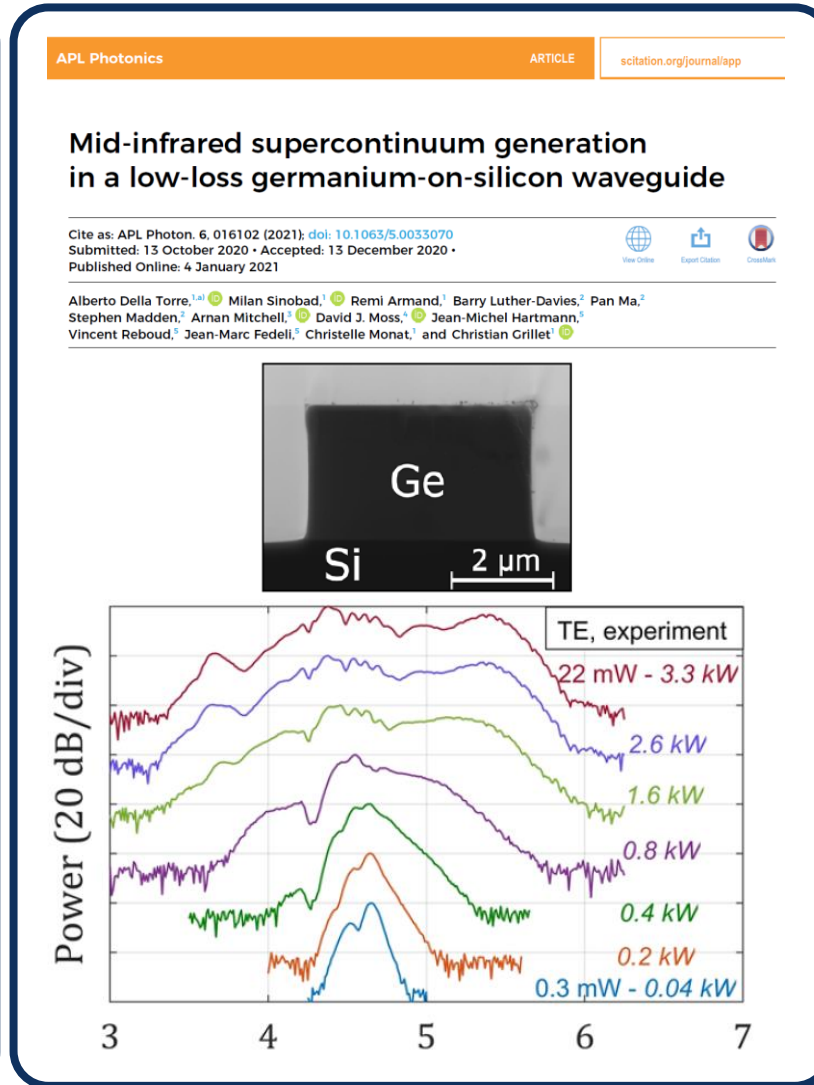 APL Photonics ARTICLE scitation.org/journal/app
Mid-infrared supercontinuum generation
in a low-loss germanium-on-silicon waveguide
Cite as: APL Photon. 6, 016102 (2021); doi: 10.1063/5.0033070
Submitted: 13 October 2020 • Accepted: 13 December 2020 •
Published Online: 4 January 2021
View Online Export Citation CrossMark
Alberto Della Torre,1,a) iD Milan Sinobad,1 iD Remi Armand,1 Barry Luther-Davies,2 Pan Ma,2
Stephen Madden,2 Arnan Mitchell,3 iD David J. Moss,4 iD Jean-Michel Hartmann,5
Vincent Reboud,5 Jean-Marc Fedeli,5 Christelle Monat,1 and Christian Grillet1 iD
Ge
Si 2 μm
Power (20 dB/div)
TE, experiment
22 mW - 3.3 kW
2.6 kW
1.6 kW
0.8 kW
0.4 kW
0.2 kW
0.3 mW - 0.04 kW
3 4 5 6 7